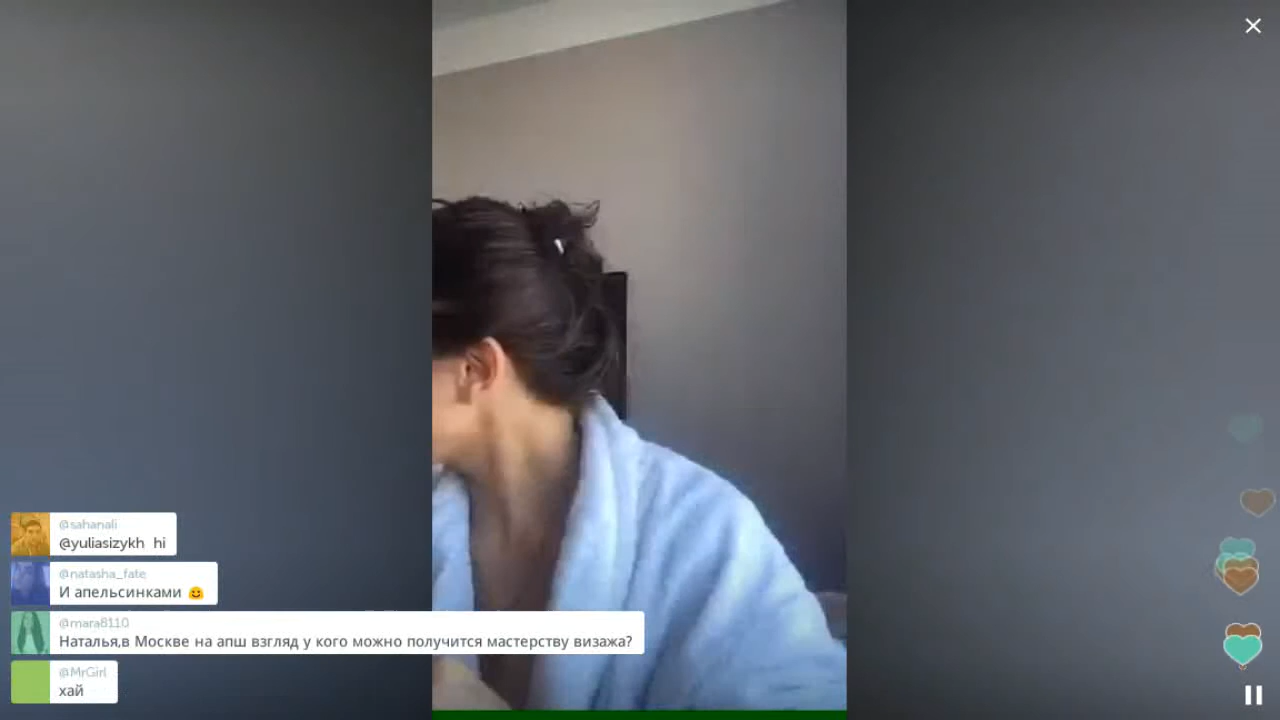 @sahanali
@yuliasizykh hi
@natasha_fate
И апельсинками 😊
@mara8110
Наталья,в Москве на апш взгляд у кого можно получится мастерству визажа?
@MrGirl
хай